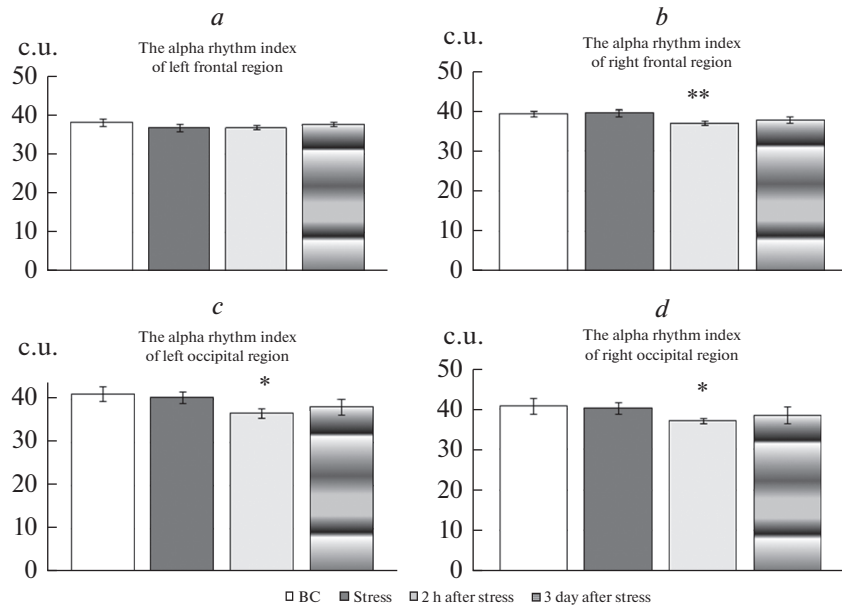 a
c.u.
The alpha rhythm index
of left frontal region
50
40
30
20
10
0
b
c.u.
The alpha rhythm index
of right frontal region
**
50
40
30
20
10
0
c
c.u.
The alpha rhythm index
of left occipital region
*
40
30
20
10
0
d
c.u.
The alpha rhythm index
of right occipital region
*
50
40
30
20
10
0
BC Stress 2 h after stress 3 day after stress